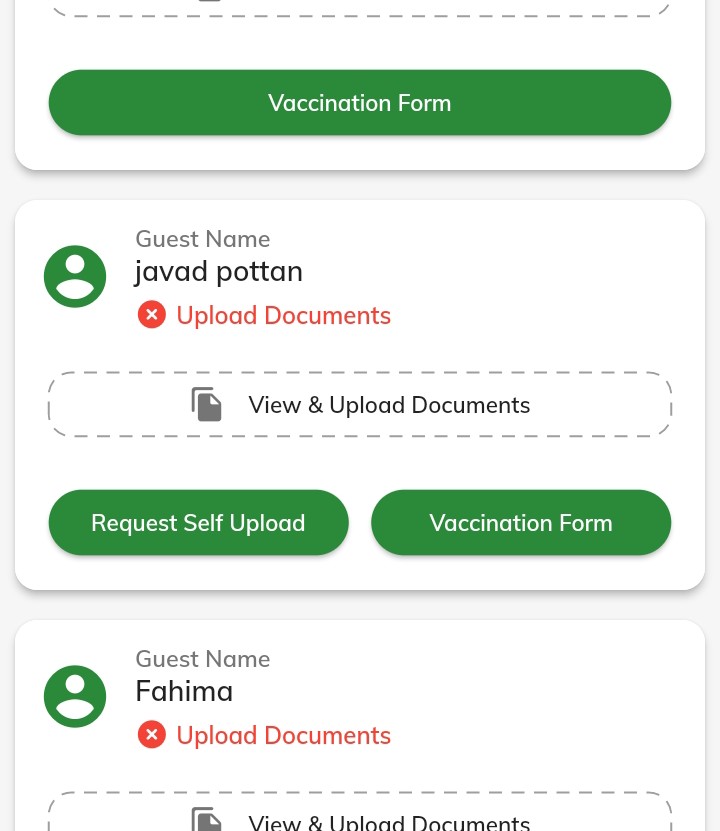 Vaccination Form
Guest Name
javad pottan
Upload Documents
View & Upload Documents
Request Self Upload
Vaccination Form
Guest Name
Fahima
Upload Documents
View & Upload Documents